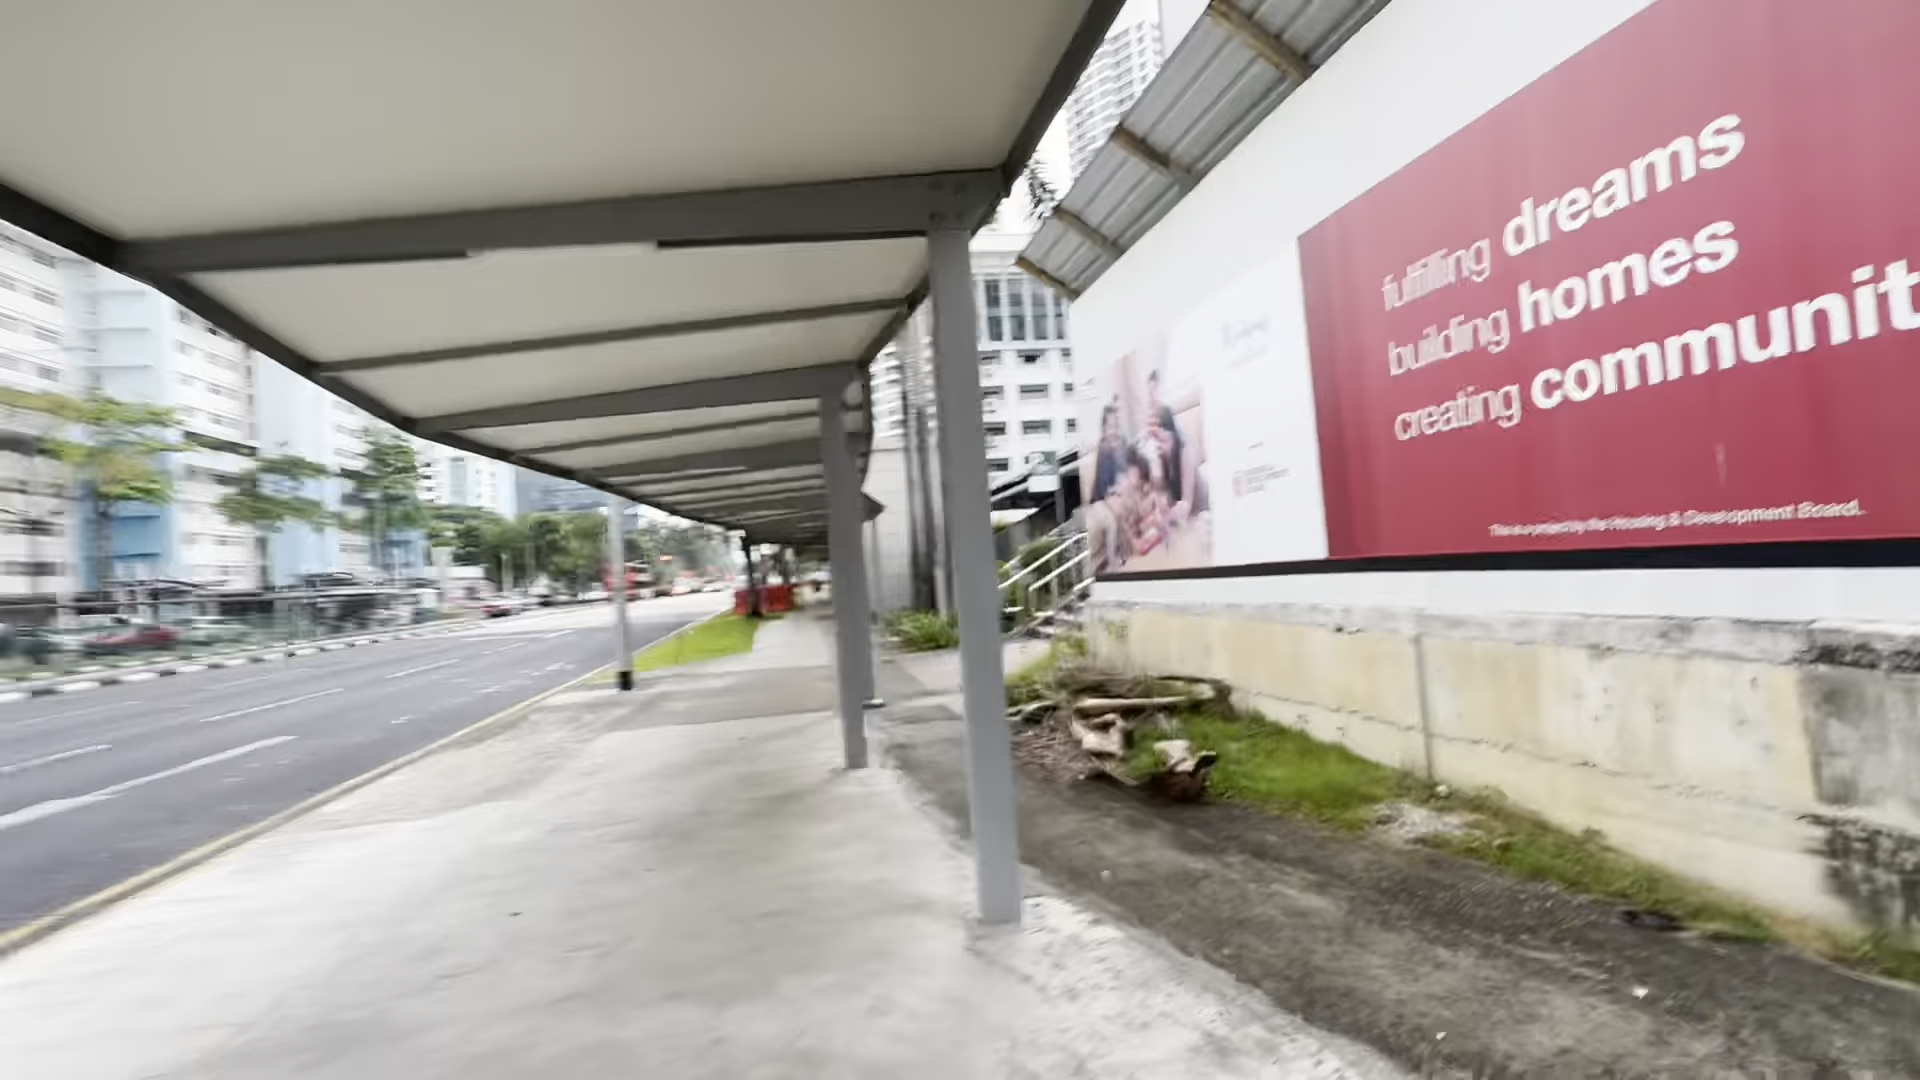 fulfilling dreams
building homes
creating communit
This is a project by the Housing & Development Board.